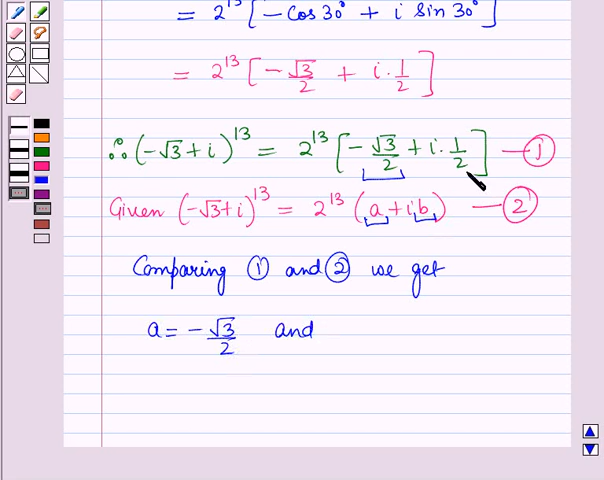 = 2^13 [ - cos 30° + i sin 30° ]
= 2^13 [ - √3/2 + i · 1/2 ]
∴ (-√3 + i)^13 = 2^13 [ - √3/2 + i · 1/2 ] — ①
Given (-√3 + i)^13 = 2^13 (a + ib) — ②
Comparing ① and ② we get
a = - √3/2 and